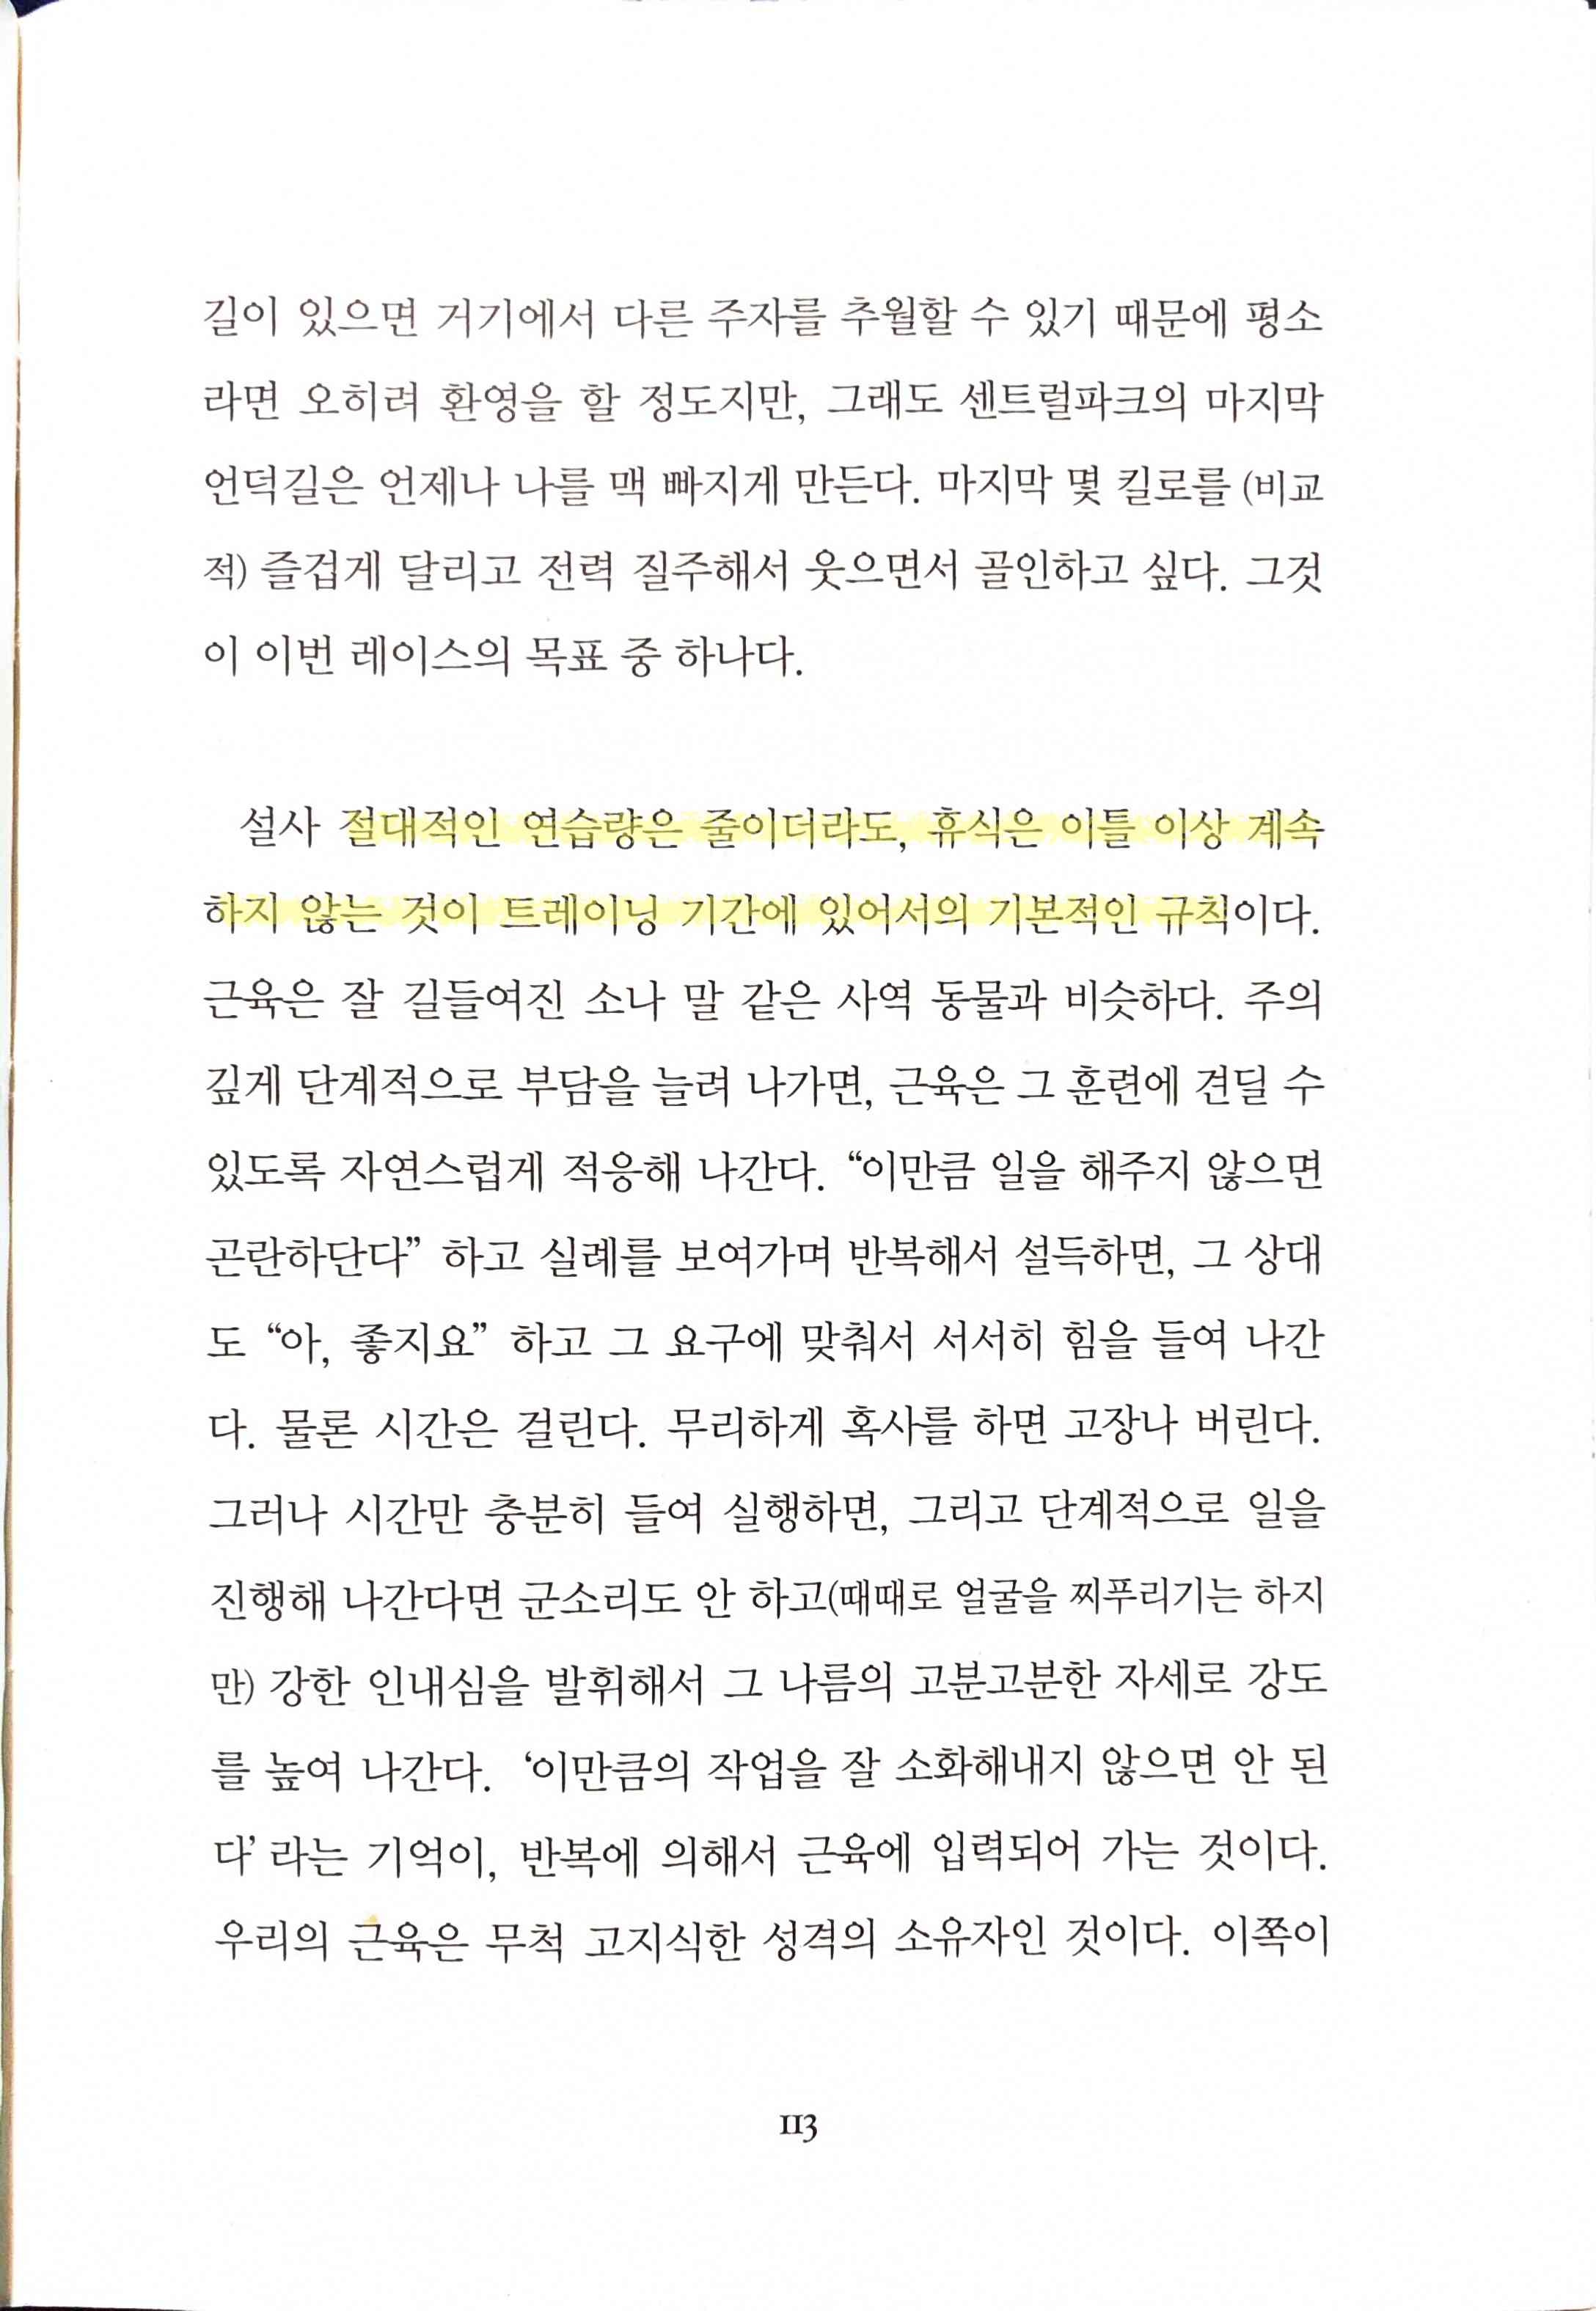 길이 있으면 거기에서 다른 주자를 추월할 수 있기 때문에 평소
라면 오히려 환영을 할 정도지만, 그래도 센트럴파크의 마지막
언덕길은 언제나 나를 맥 빠지게 만든다. 마지막 몇 킬로를 (비교
적) 즐겁게 달리고 전력 질주해서 웃으면서 골인하고 싶다. 그것
이 이번 레이스의 목표 중 하나다.
설사 절대적인 연습량은 줄이더라도, 휴식은 이틀 이상 계속
하지 않는 것이 트레이닝 기간에 있어서의 기본적인 규칙이다.
근육은 잘 길들여진 소나 말 같은 사역 동물과 비슷하다. 주의
깊게 단계적으로 부담을 늘려 나가면, 근육은 그 훈련에 견딜 수
있도록 자연스럽게 적응해 나간다. “이만큼 일을 해주지 않으면
곤란하단다” 하고 실례를 보여가며 반복해서 설득하면, 그 상대
도 “아, 좋지요” 하고 그 요구에 맞춰서 서서히 힘을 들여 나간
다. 물론 시간은 걸린다. 무리하게 혹사를 하면 고장나 버린다.
그러나 시간만 충분히 들여 실행하면, 그리고 단계적으로 일을
진행해 나간다면 군소리도 안 하고(때때로 얼굴을 찌푸리기는 하지
만) 강한 인내심을 발휘해서 그 나름의 고분고분한 자세로 강도
를 높여 나간다. ‘이만큼의 작업을 잘 소화해내지 않으면 안 된
다’라는 기억이, 반복에 의해서 근육에 입력되어 가는 것이다.
우리의 근육은 무척 고지식한 성격의 소유자인 것이다. 이쪽이
113